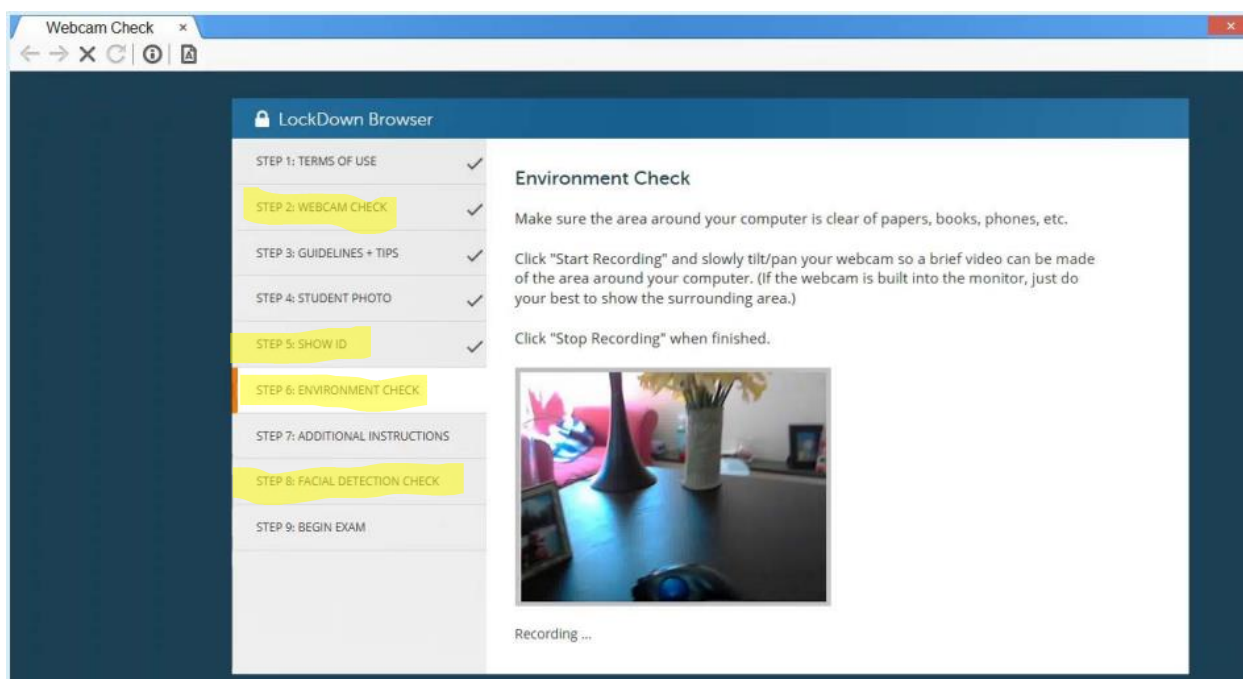 Webcam Check
LockDown Browser
STEP 1: TERMS OF USE
STEP 2: WEBCAM CHECK
STEP 3: GUIDELINES + TIPS
STEP 4: STUDENT PHOTO
STEP 5: SHOW ID
STEP 6: ENVIRONMENT CHECK
STEP 7: ADDITIONAL INSTRUCTIONS
STEP 8: FACIAL DETECTION CHECK
STEP 9: BEGIN EXAM
Environment Check
Make sure the area around your computer is clear of papers, books, phones, etc.
Click "Start Recording" and slowly tilt/pan your webcam so a brief video can be made
of the area around your computer. (If the webcam is built into the monitor, just do
your best to show the surrounding area.)
Click "Stop Recording" when finished.
Recording ...